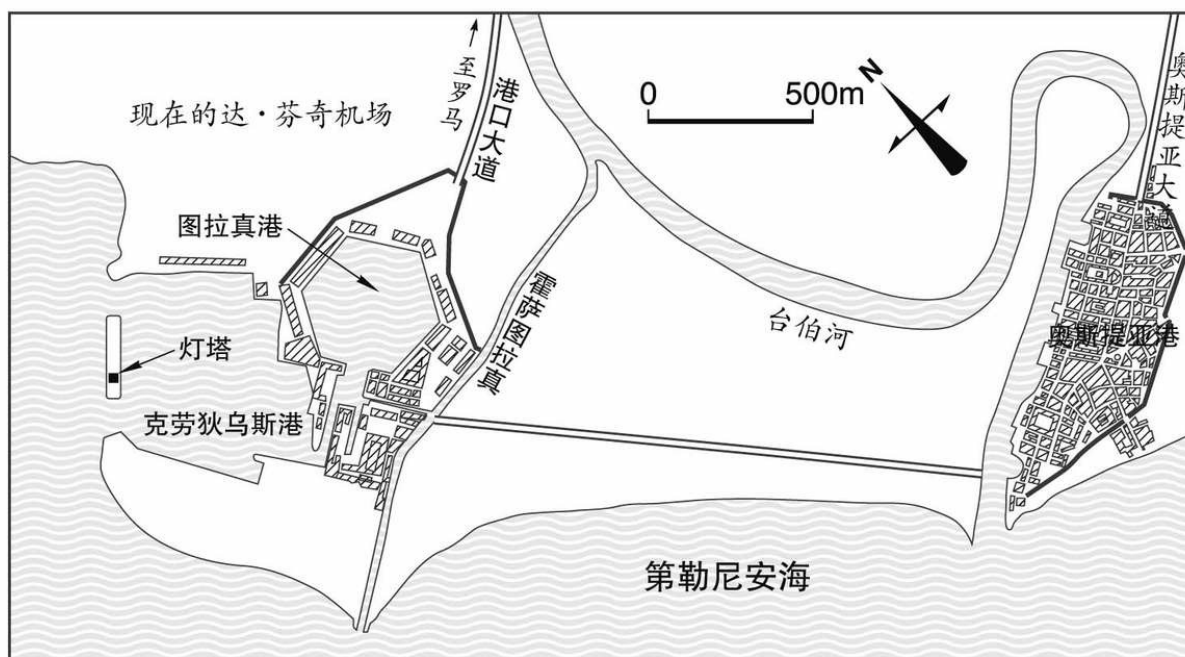 至罗马
港口大道
现在的达·芬奇机场
0 500m
N
奥斯提亚大道
图拉真港
霍萨图拉真
台伯河
奥斯提亚港
灯塔
克劳狄乌斯港
第勒尼安海